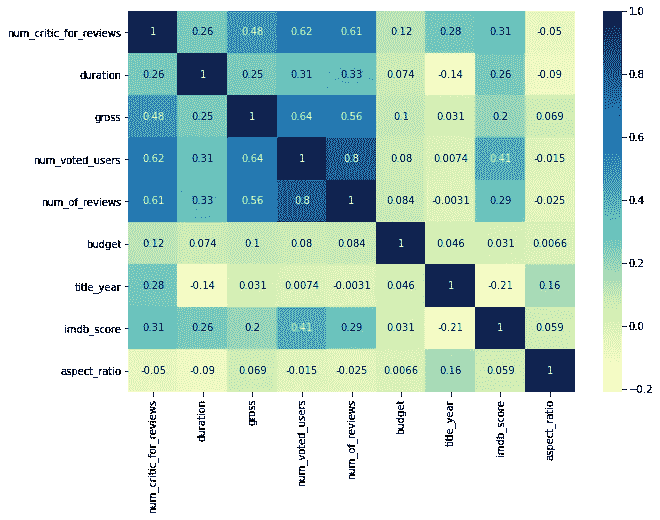 num_critic_for_reviews 1 0.26 0.48 0.62 0.61 0.12 0.28 0.31 -0.05
duration 0.26 1 0.25 0.31 0.33 0.074 -0.14 0.26 -0.09
gross 0.48 0.25 1 0.64 0.56 0.1 0.031 0.2 0.069
num_voted_users 0.62 0.31 0.64 1 0.8 0.08 0.0074 0.41 -0.015
num_of_reviews 0.61 0.33 0.56 0.8 1 0.084 -0.0031 0.29 -0.025
budget 0.12 0.074 0.1 0.08 0.084 1 0.046 0.031 0.0066
title_year 0.28 -0.14 0.031 0.0074 -0.0031 0.046 1 -0.21 0.16
imdb_score 0.31 0.26 0.2 0.41 0.29 0.031 -0.21 1 0.059
aspect_ratio -0.05 -0.09 0.069 -0.015 -0.025 0.0066 0.16 0.059 1
num_critic_for_reviews
duration
gross
num_voted_users
num_of_reviews
budget
title_year
imdb_score
aspect_ratio
1.0
0.8
0.6
0.4
0.2
0.0
−0.2